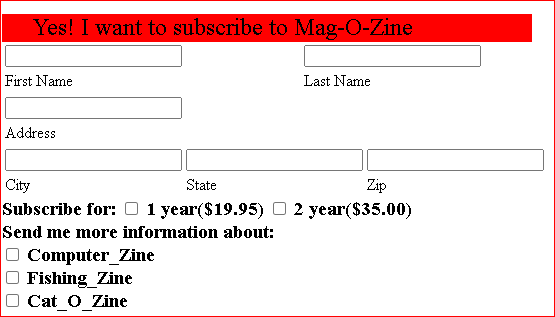 Yes! I want to subscribe to Mag-O-Zine
First Name Last Name
Address
City State Zip
Subscribe for: 1 year($19.95) 2 year($35.00)
Send me more information about:
Computer_Zine
Fishing_Zine
Cat_O_Zine